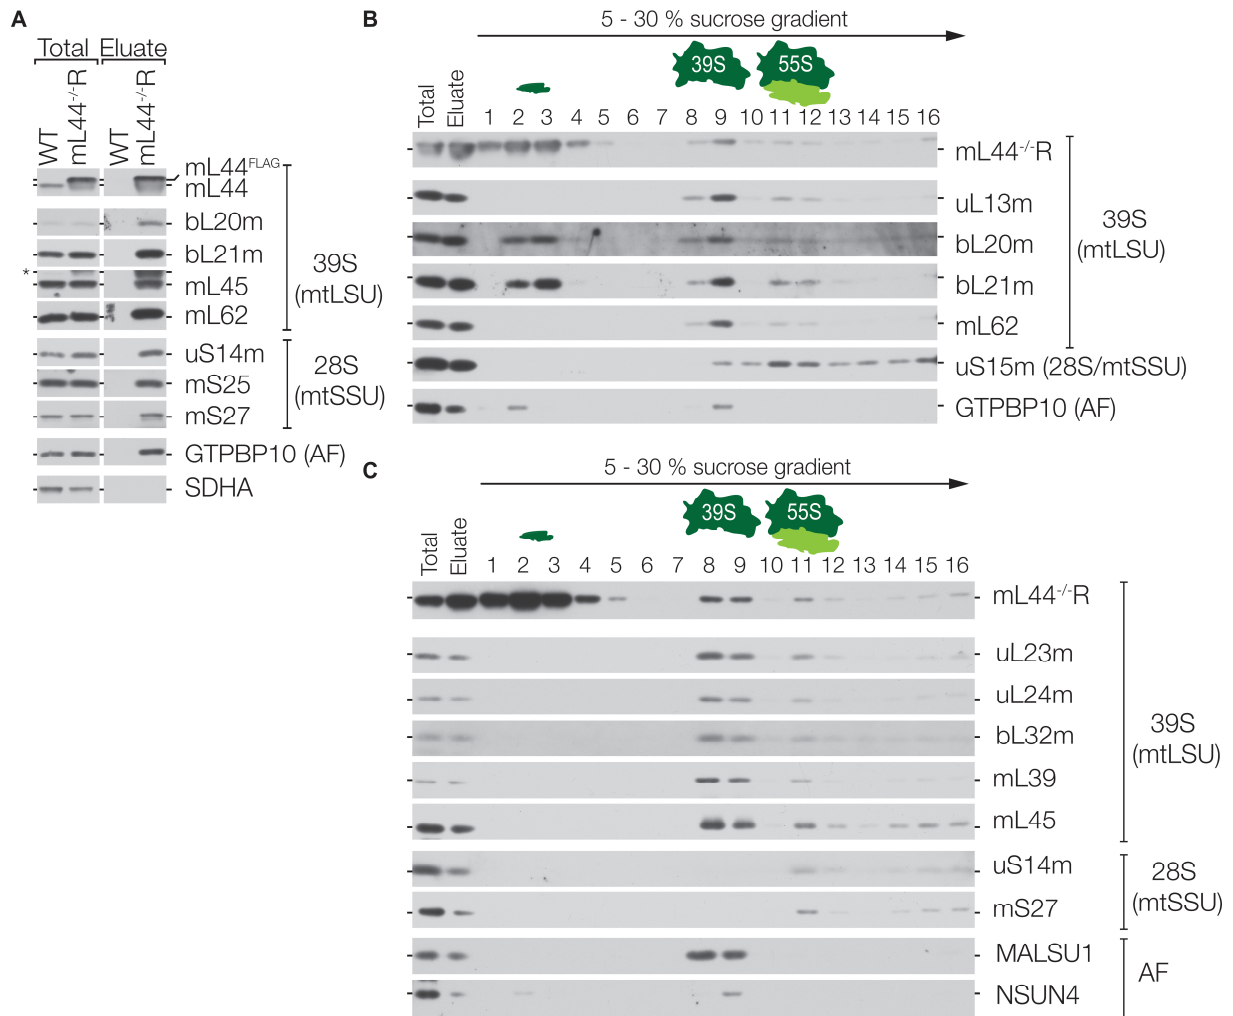 A
Total Eluate
WT
mL44-/-R
WT
mL44-/-R
mL44FLAG
mL44
bL20m
bL21m
*
mL45
mL62
39S
(mtLSU)
uS14m
mS25
mS27
28S
(mtSSU)
GTPBP10 (AF)
SDHA
B
5 - 30 % sucrose gradient
39S
55S
Total
Eluate
1 2 3 4 5 6 7 8 9 10 11 12 13 14 15 16
mL44-/-R
uL13m
bL20m
bL21m
mL62
39S
(mtLSU)
uS15m (28S/mtSSU)
GTPBP10 (AF)
C
5 - 30 % sucrose gradient
39S
55S
Total
Eluate
1 2 3 4 5 6 7 8 9 10 11 12 13 14 15 16
mL44-/-R
uL23m
uL24m
bL32m
mL39
mL45
39S
(mtLSU)
uS14m
mS27
28S
(mtSSU)
MALSU1
NSUN4
AF